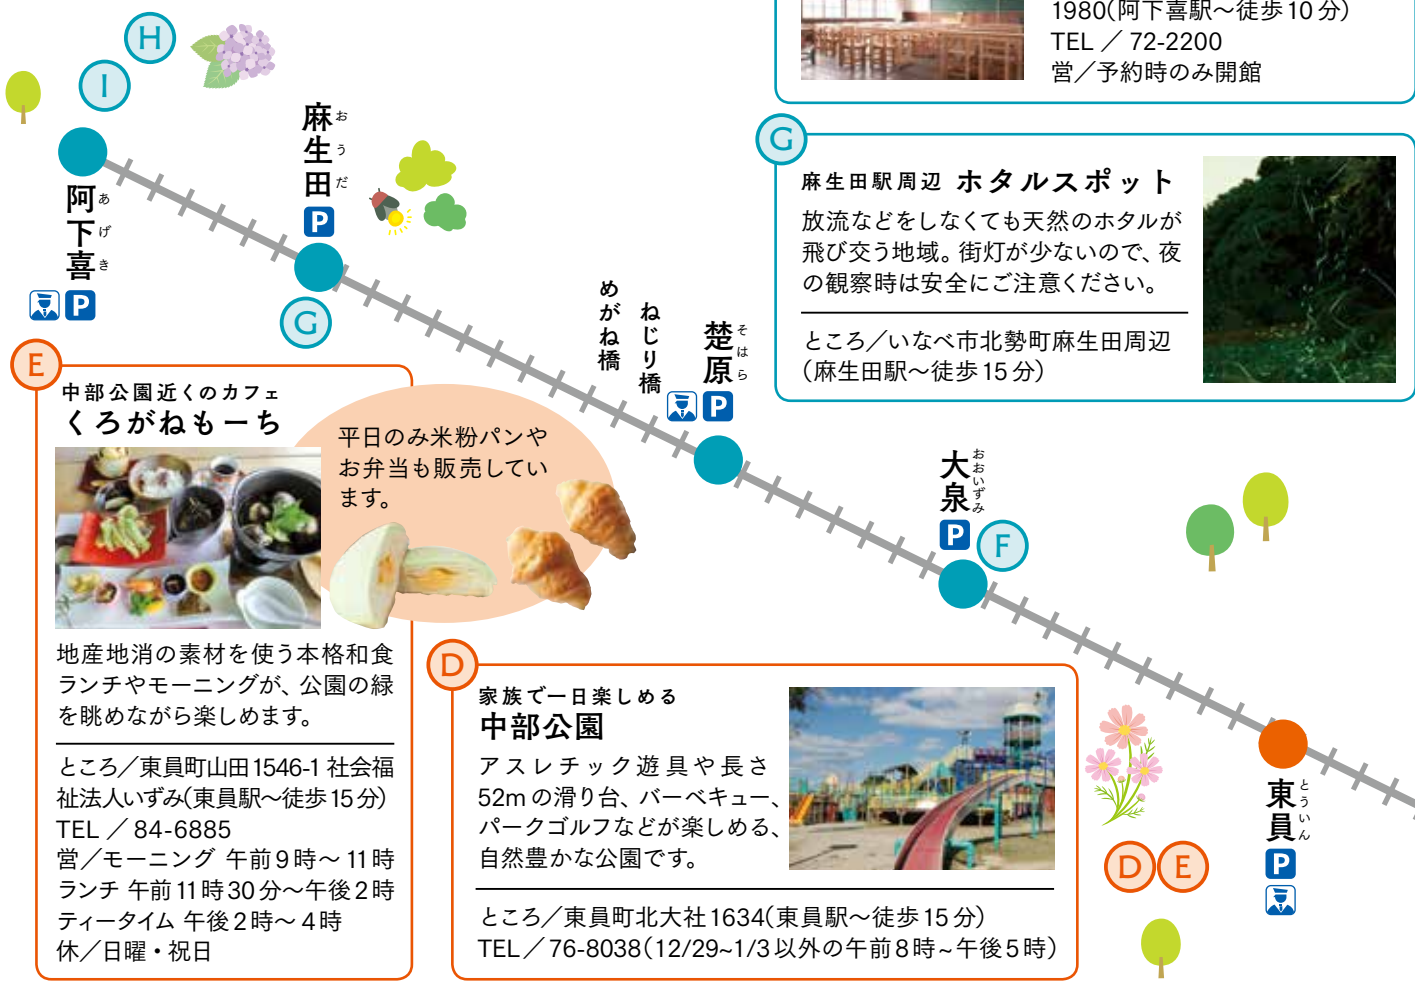 1980(阿下喜駅～徒歩10分)
TEL／72-2200
営／予約時のみ開館
H
I
阿下喜
あげき
P
麻生田
おうだ
P
G
めがね橋
ねじり橋
楚原
そはら
P
大泉
おおいずみ
P
F
東員
とういん
P
D
E
G
麻生田駅周辺 ホタルスポット
放流などをしなくても天然のホタルが
飛び交う地域。街灯が少ないので、夜
の観察時は安全にご注意ください。
ところ／いなべ市北勢町麻生田周辺
(麻生田駅～徒歩15分)
E
中部公園近くのカフェ
くろがねもーち
平日のみ米粉パンや
お弁当も販売してい
ます。
地産地消の素材を使う本格和食
ランチやモーニングが、公園の緑
を眺めながら楽しめます。
ところ／東員町山田1546-1 社会福
祉法人いずみ(東員駅～徒歩15分)
TEL／84-6885
営／モーニング 午前9時～11時
ランチ 午前11時30分～午後2時
ティータイム 午後2時～4時
休／日曜・祝日
D
家族で一日楽しめる
中部公園
アスレチック遊具や長さ
52mの滑り台、バーベキュー、
パークゴルフなどが楽しめる、
自然豊かな公園です。
ところ／東員町北大社1634(東員駅～徒歩15分)
TEL／76-8038(12/29~1/3以外の午前8時~午後5時)